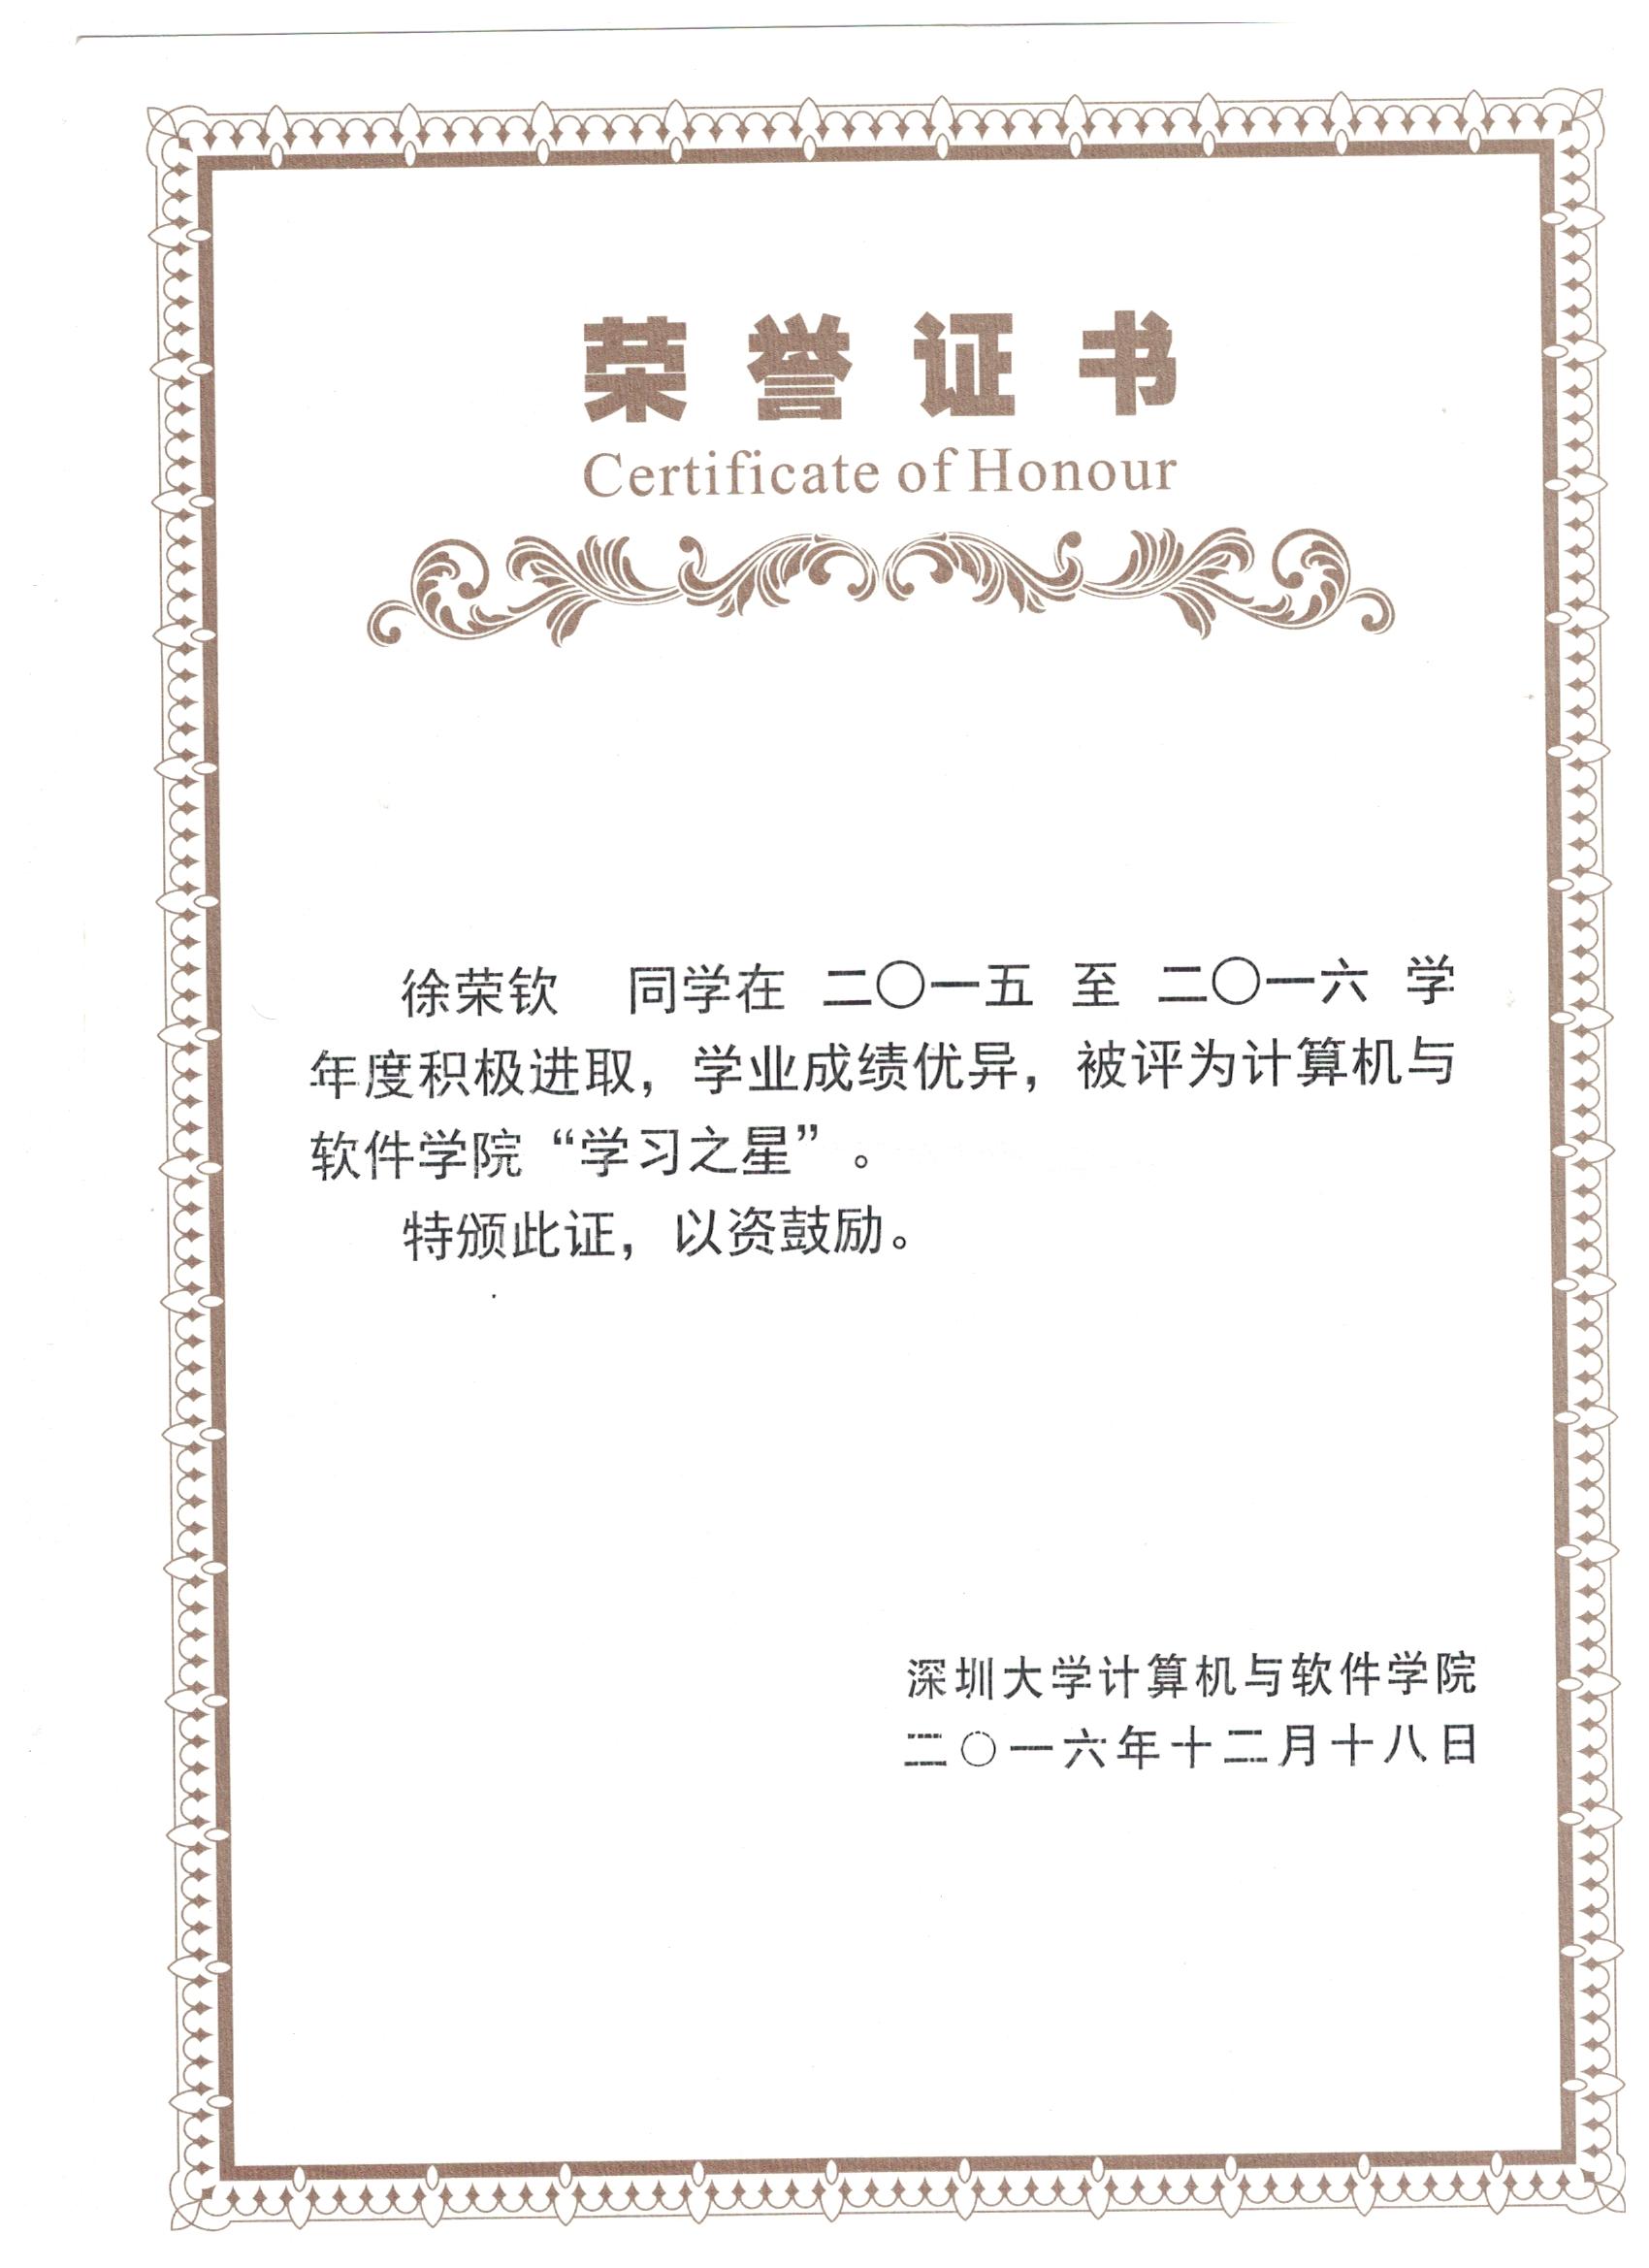 荣誉证书
Certificate of Honour
徐荣钦 同学在 二〇一五 至 二〇一六 学
年度积极进取，学业成绩优异，被评为计算机与
软件学院“学习之星”。
特颁此证，以资鼓励。
深圳大学计算机与软件学院
二〇一六年十二月十八日